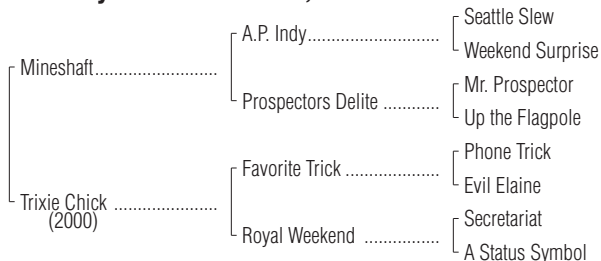 Seattle Slew
A.P. Indy..............................
Weekend Surprise
Mineshaft...........................
Mr. Prospector
Prospectors Delite ............
Up the Flagpole
Phone Trick
Favorite Trick ....................
Evil Elaine
Trixie Chick .......................
(2000)
Secretariat
Royal Weekend ................
A Status Symbol